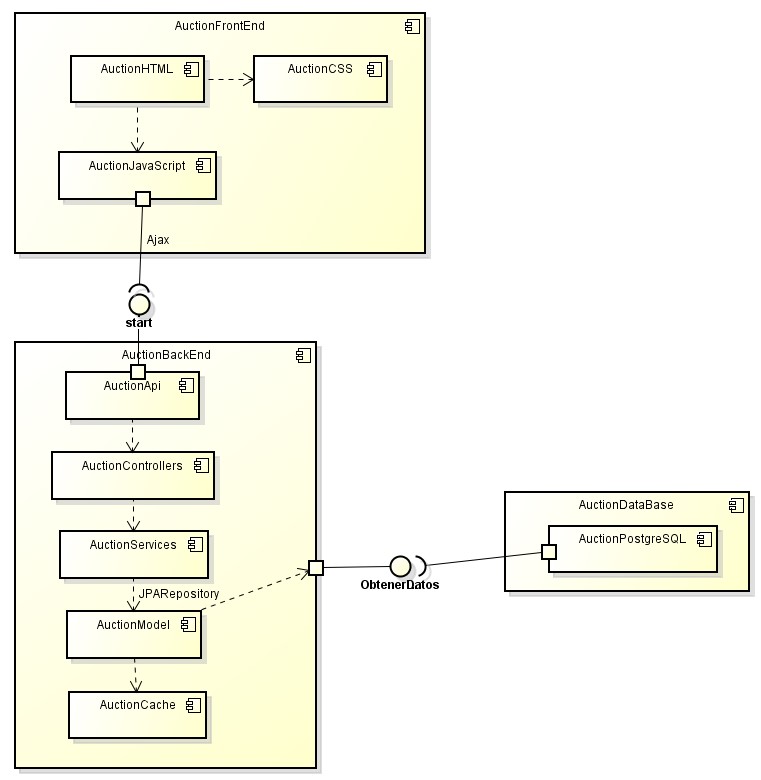 AuctionFrontEnd
AuctionHTML
AuctionCSS
AuctionJavaScript
Ajax
start
AuctionBackEnd
AuctionApi
AuctionControllers
AuctionServices
JPARepository
AuctionModel
AuctionCache
ObtenerDatos
AuctionDataBase
AuctionPostgreSQL